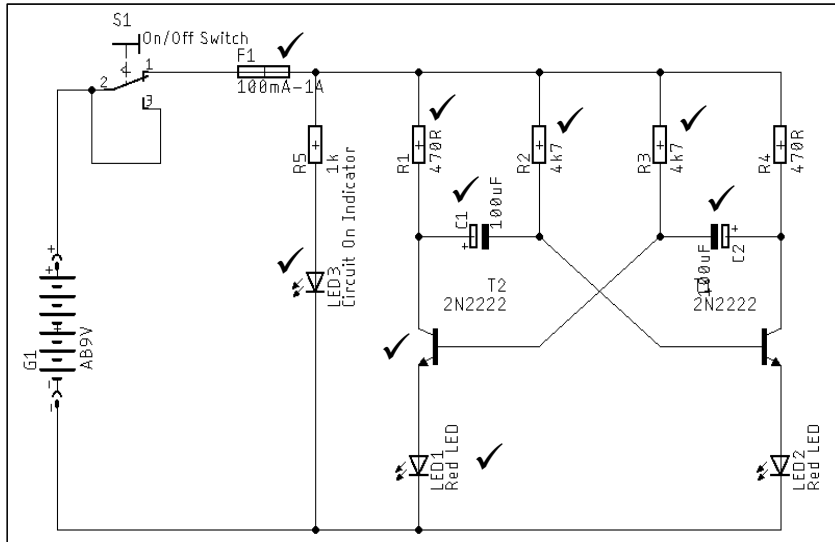 S1
On/Off Switch
1
2
3
4
F1
100mA-1A
R5
1k
R1
470R
R2
4k7
R3
4k7
R4
470R
C1
100uF
100uF
C2
LED3
Circuit On Indicator
T2
2N2222
2N2222
G1
AB9V
+
+
-
-
LED1
Red LED
LED2
Red LED